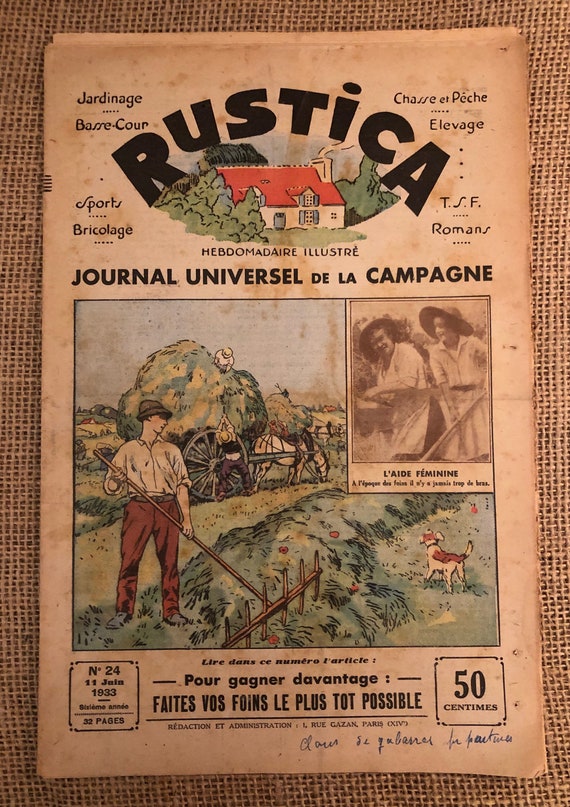 Jardinage
Basse-Cour
Chasse et Pêche
Elevage
RUSTiCA
Sports
Bricolage
T.S.F.
Romans
HEBDOMADAIRE ILLUSTRÉ
JOURNAL UNIVERSEL DE LA CAMPAGNE
L'AIDE FÉMININE
A l'époque des foins il n'y a jamais trop de bras.
N° 24
11 Juin
1933
Sixième année
32 PAGES
Lire dans ce numéro l'article :
Pour gagner davantage :
FAITES VOS FOINS LE PLUS TOT POSSIBLE
50
CENTIMES
RÉDACTION ET ADMINISTRATION : 1, RUE GAZAN, PARIS (XIVᵉ)
de